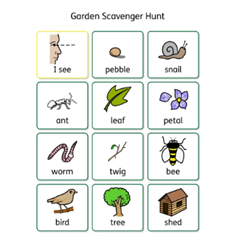 Garden Scavenger Hunt
I see
pebble
snail
ant
leaf
petal
worm
twig
bee
bird
tree
shed